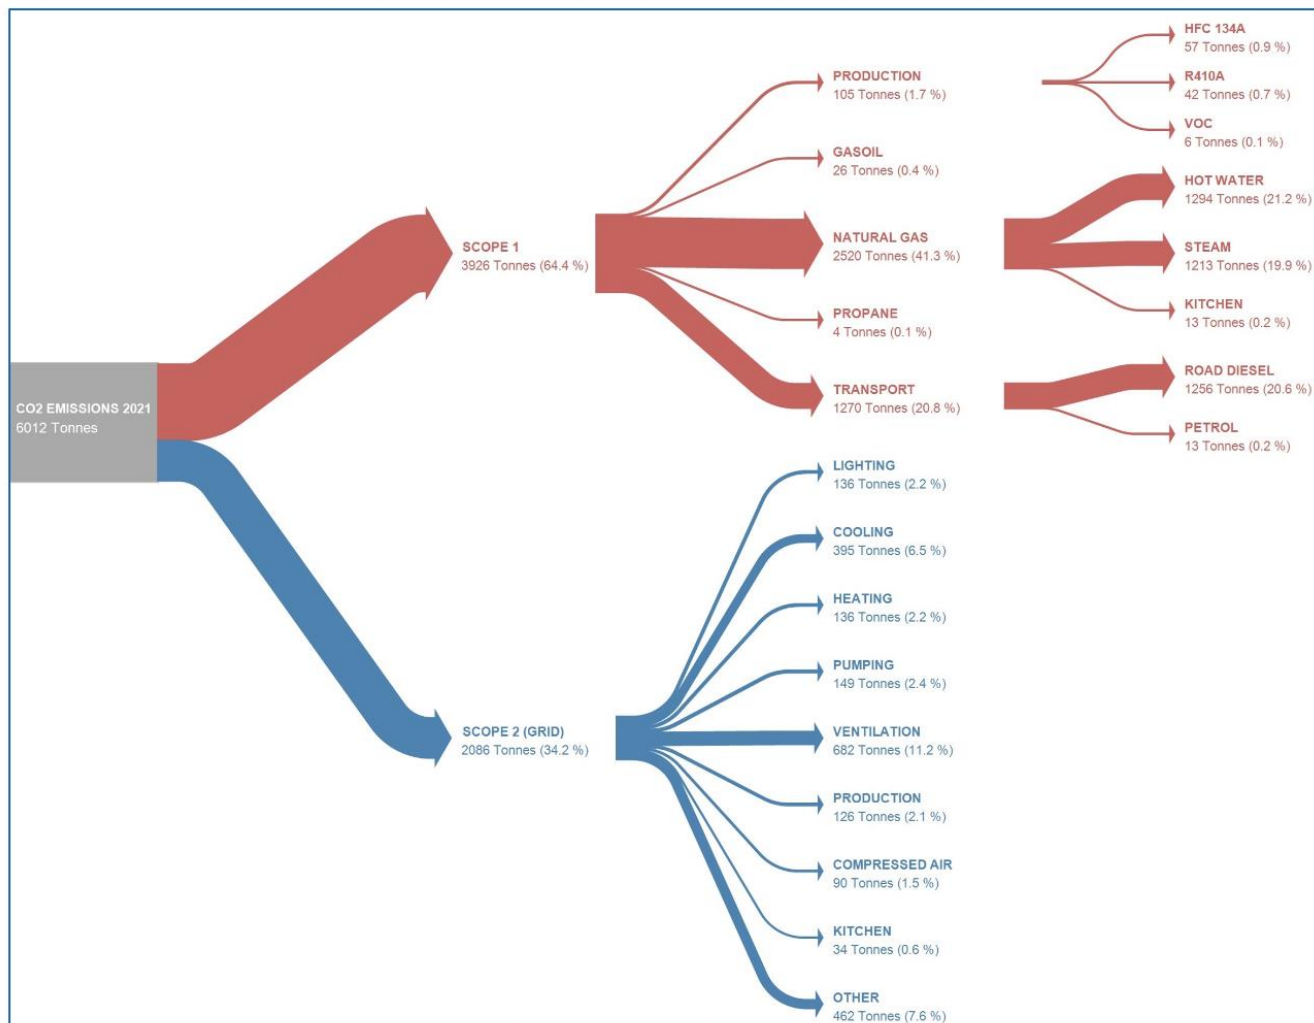 CO2 EMISSIONS 2021
6012 Tonnes
SCOPE 1
3926 Tonnes (64.4 %)
PRODUCTION
105 Tonnes (1.7 %)
HFC 134A
57 Tonnes (0.9 %)
R410A
42 Tonnes (0.7 %)
VOC
6 Tonnes (0.1 %)
GASOIL
26 Tonnes (0.4 %)
NATURAL GAS
2520 Tonnes (41.3 %)
HOT WATER
1294 Tonnes (21.2 %)
STEAM
1213 Tonnes (19.9 %)
KITCHEN
13 Tonnes (0.2 %)
PROPANE
4 Tonnes (0.1 %)
TRANSPORT
1270 Tonnes (20.8 %)
ROAD DIESEL
1256 Tonnes (20.6 %)
PETROL
13 Tonnes (0.2 %)
SCOPE 2 (GRID)
2086 Tonnes (34.2 %)
LIGHTING
136 Tonnes (2.2 %)
COOLING
395 Tonnes (6.5 %)
HEATING
136 Tonnes (2.2 %)
PUMPING
149 Tonnes (2.4 %)
VENTILATION
682 Tonnes (11.2 %)
PRODUCTION
126 Tonnes (2.1 %)
COMPRESSED AIR
90 Tonnes (1.5 %)
KITCHEN
34 Tonnes (0.6 %)
OTHER
462 Tonnes (7.6 %)